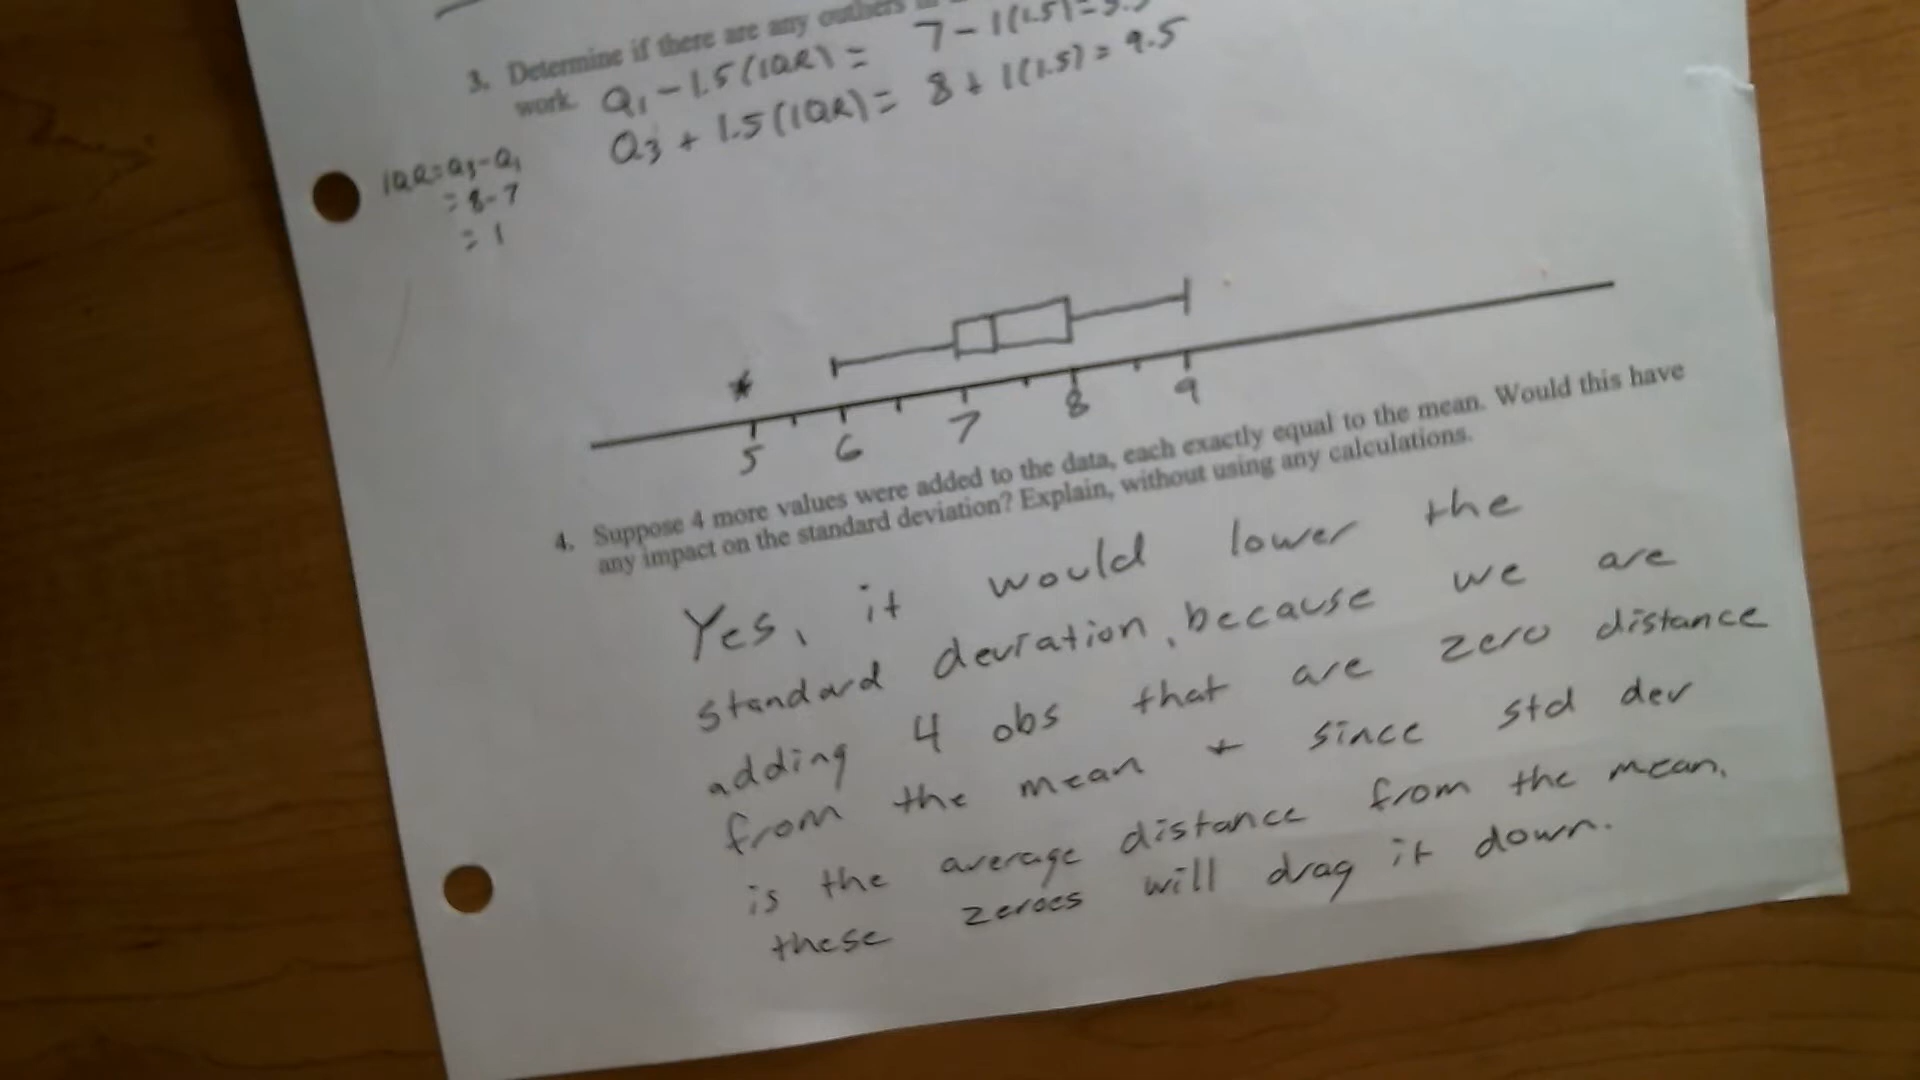 3. Determine if there are any outliers
work. Q₁ - 1.5(IQR) = 7 - 1(1.5) = 5.5
Q₃ + 1.5(IQR) = 8 + 1(1.5) = 9.5
IQR = Q₃ - Q₁
= 8 - 7
= 1
5 6 7 8 9
4. Suppose 4 more values were added to the data, each exactly equal to the mean. Would this have
any impact on the standard deviation? Explain, without using any calculations.
Yes, it would lower the
standard deviation, because we are
adding 4 obs that are zero distance
from the mean + since std dev
is the average distance from the mean,
these zeroes will drag it down.